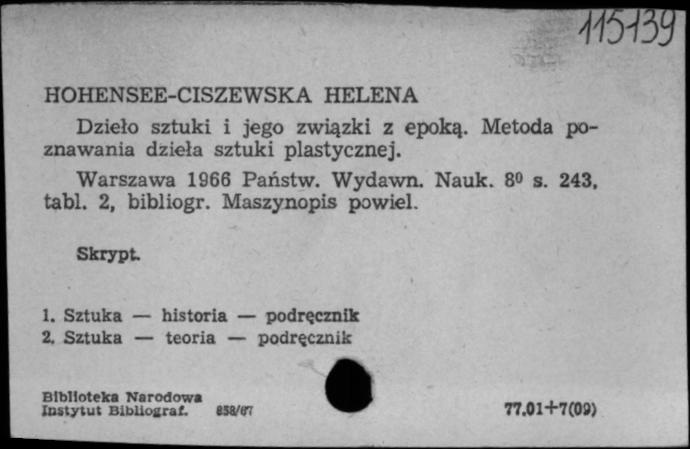 115139
HOHENSEE-CISZEWSKA HELENA
Dzieło sztuki i jego związki z epoką. Metoda po-
znawania dzieła sztuki plastycznej.
Warszawa 1966 Państw. Wydawn. Nauk. 8⁰ s. 243,
tabl. 2, bibliogr. Maszynopis powiel.
Skrypt.
1. Sztuka — historia — podręcznik
2. Sztuka — teoria — podręcznik
Biblioteka Narodowa
Instytut Bibliograf. 858/67 77.01+7(09)